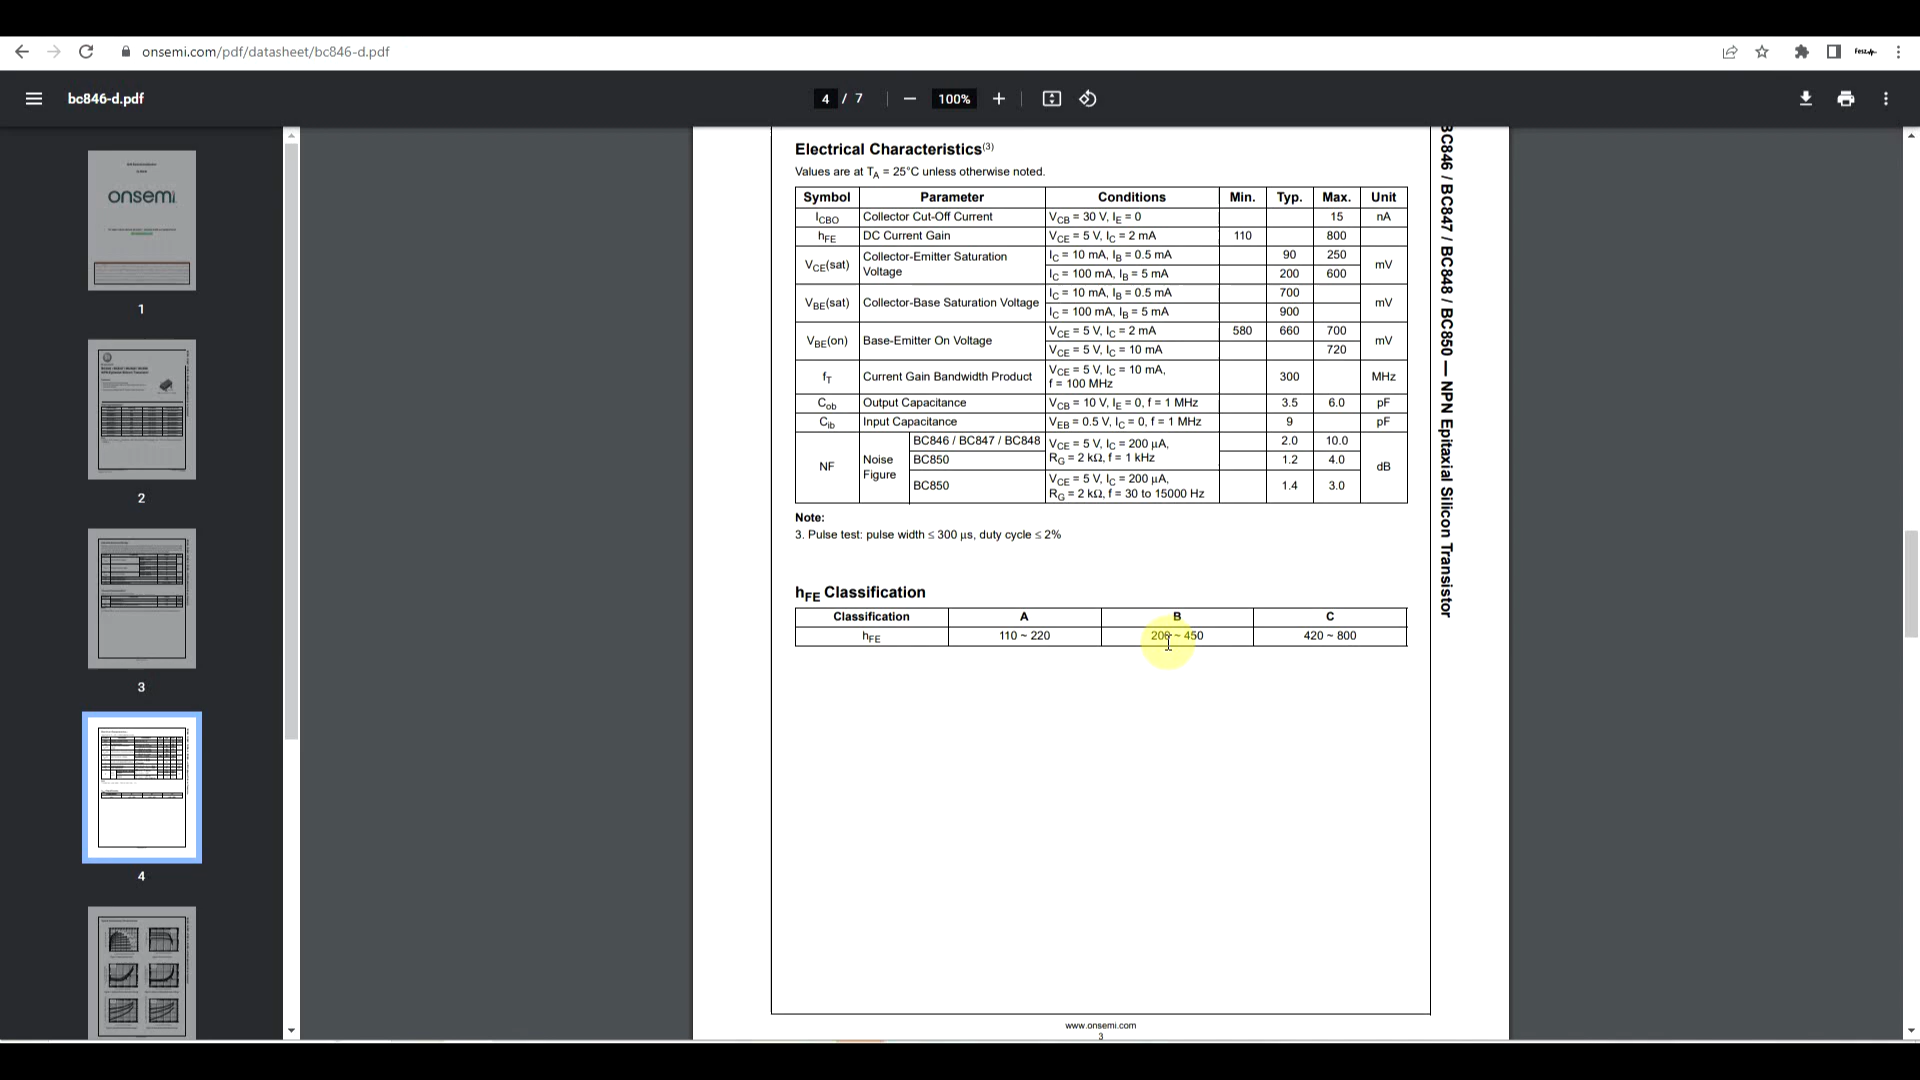 onsemi.com/pdf/datasheet/bc846-d.pdf
bc846-d.pdf
4 / 7
100%
onsemi
1
2
3
4
BC846 / BC847 / BC848 / BC850 — NPN Epitaxial Silicon Transistor
Electrical Characteristics(3)
Values are at TA = 25°C unless otherwise noted.
Symbol Parameter Conditions Min. Typ. Max. Unit
ICBO Collector Cut-Off Current VCB = 30 V, IE = 0 15 nA
hFE DC Current Gain VCE = 5 V, IC = 2 mA 110 800
VCE(sat) Collector-Emitter Saturation Voltage IC = 10 mA, IB = 0.5 mA 90 250 mV
IC = 100 mA, IB = 5 mA 200 600
VBE(sat) Collector-Base Saturation Voltage IC = 10 mA, IB = 0.5 mA 700 mV
IC = 100 mA, IB = 5 mA 900
VBE(on) Base-Emitter On Voltage VCE = 5 V, IC = 2 mA 580 660 700 mV
VCE = 5 V, IC = 10 mA 720
fT Current Gain Bandwidth Product VCE = 5 V, IC = 10 mA,
f = 100 MHz 300 MHz
Cob Output Capacitance VCB = 10 V, IE = 0, f = 1 MHz 3.5 6.0 pF
Cib Input Capacitance VEB = 0.5 V, IC = 0, f = 1 MHz 9 pF
NF Noise Figure BC846 / BC847 / BC848 VCE = 5 V, IC = 200 µA, 2.0 10.0 dB
BC850 RG = 2 kΩ, f = 1 kHz 1.2 4.0
BC850 VCE = 5 V, IC = 200 µA,
RG = 2 kΩ, f = 30 to 15000 Hz 1.4 3.0
Note:
3. Pulse test: pulse width ≤ 300 µs, duty cycle ≤ 2%
hFE Classification
Classification A B C
hFE 110 ~ 220 200 ~ 450 420 ~ 800
www.onsemi.com
3